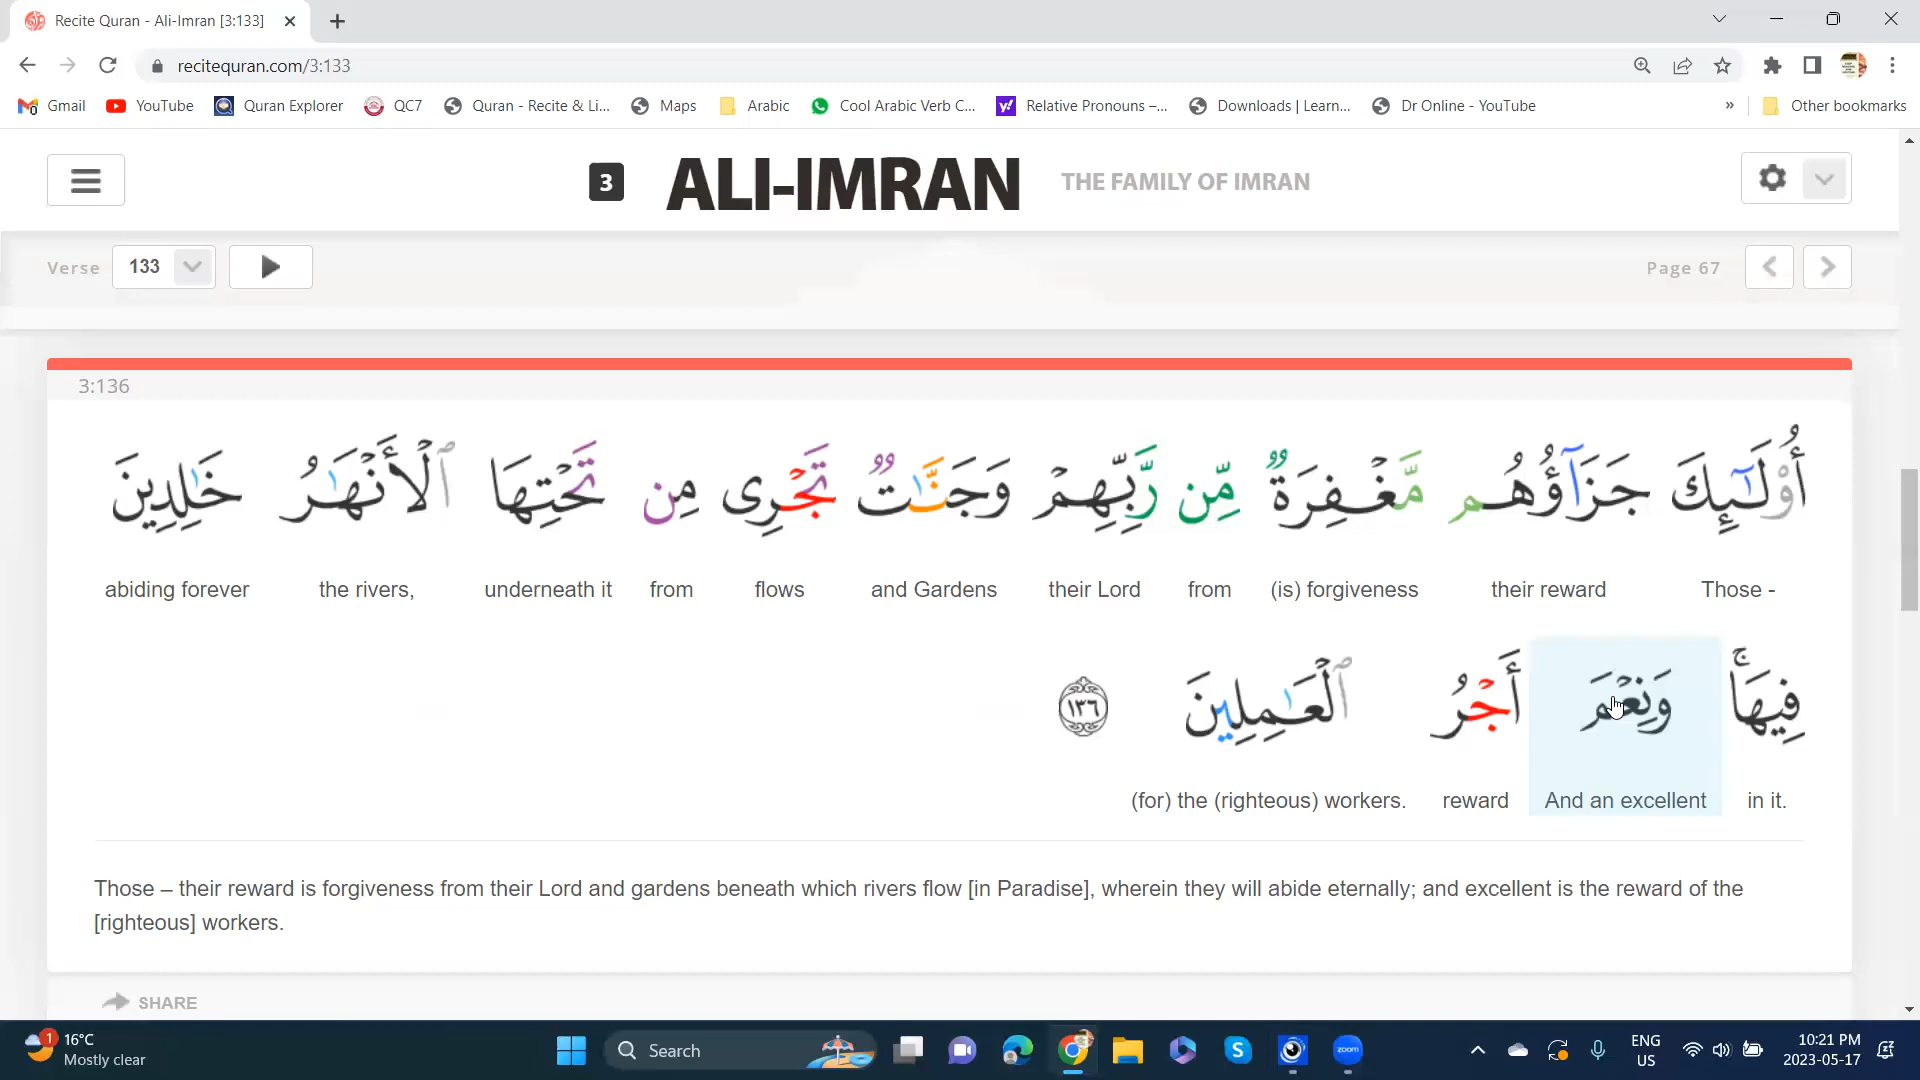 Recite Quran - Ali-Imran [3:133]
recitequran.com/3:133
Gmail YouTube Quran Explorer QC7 Quran - Recite & Li... Maps Arabic Cool Arabic Verb C... Relative Pronouns –... Downloads | Learn... Dr Online - YouTube » Other bookmarks
3 ALI-IMRAN THE FAMILY OF IMRAN
Verse 133 Page 67
3:136
أُو۟لَـٰٓئِكَ جَزَآؤُهُم مَّغْفِرَةٌ مِّن رَّبِّهِمْ وَجَنَّـٰتٌ تَجْرِى مِن تَحْتِهَا ٱلْأَنْهَـٰرُ خَـٰلِدِينَ
Those - their reward (is) forgiveness from their Lord and Gardens flows from underneath it the rivers, abiding forever
فِيهَا ۚ وَنِعْمَ أَجْرُ ٱلْعَـٰمِلِينَ ١٣٦
in it. And an excellent reward (for) the (righteous) workers.
Those – their reward is forgiveness from their Lord and gardens beneath which rivers flow [in Paradise], wherein they will abide eternally; and excellent is the reward of the
[righteous] workers.
SHARE
1 16°C
Mostly clear
Search
zoom
ENG
US
10:21 PM
2023-05-17